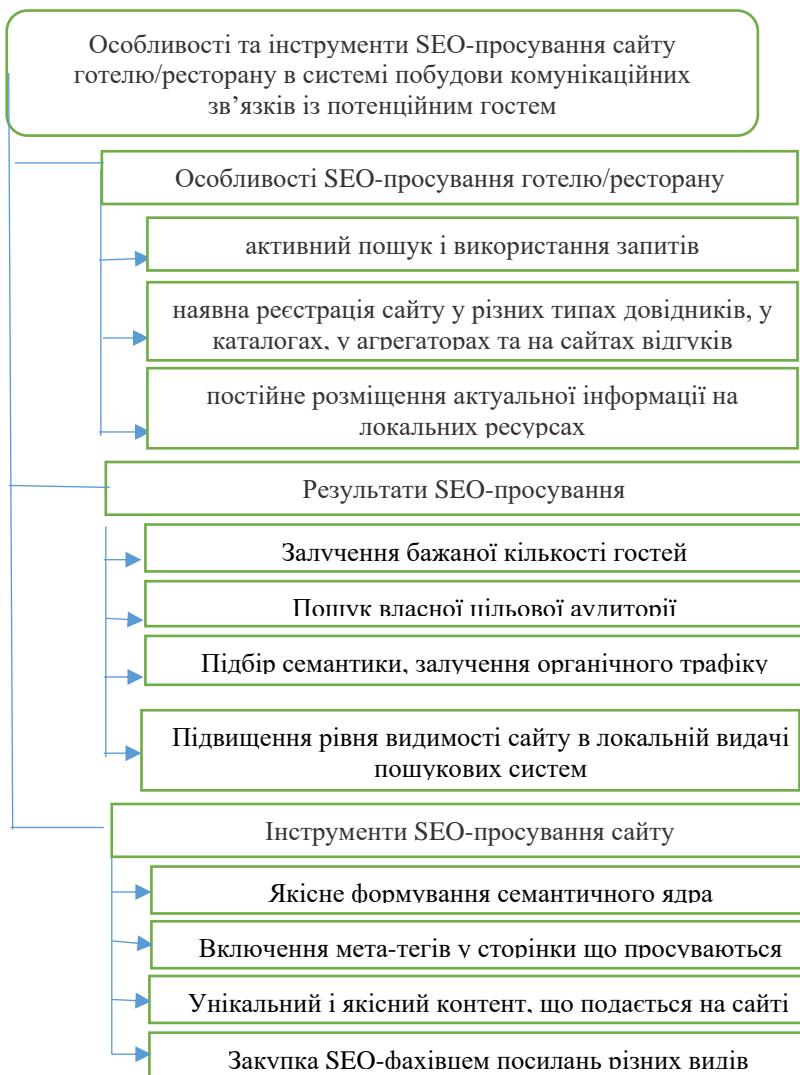 Особливості та інструменти SEO-просування сайту
готелю/ресторану в системі побудови комунікаційних
зв’язків із потенційним гостем
Особливості SEO-просування готелю/ресторану
активний пошук і використання запитів
наявна реєстрація сайту у різних типах довідників, у
каталогах, у агрегаторах та на сайтах відгуків
постійне розміщення актуальної інформації на
локальних ресурсах
Результати SEO-просування
Залучення бажаної кількості гостей
Пошук власної цільової аудиторії
Підбір семантики, залучення органічного трафіку
Підвищення рівня видимості сайту в локальній видачі
пошукових систем
Інструменти SEO-просування сайту
Якісне формування семантичного ядра
Включення мета-тегів у сторінки що просуваються
Унікальний і якісний контент, що подається на сайті
Закупка SEO-фахівцем посилань різних видів